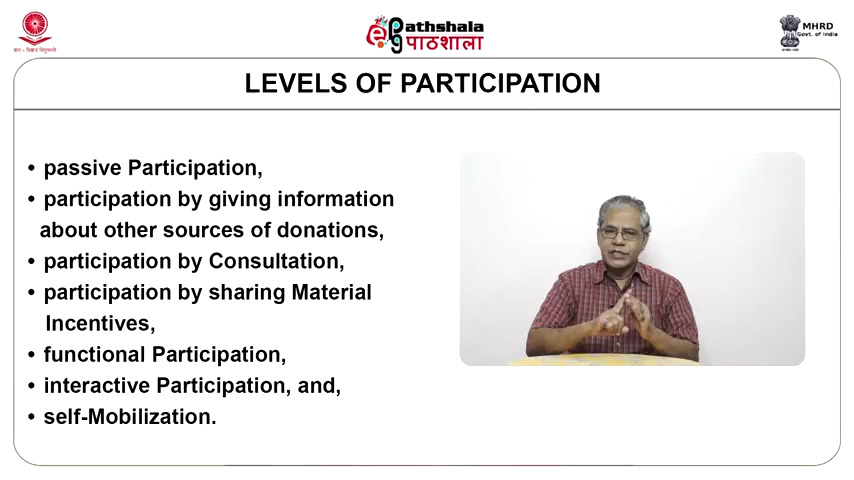 ePathshala
पाठशाला
MHRD
Govt. of India
LEVELS OF PARTICIPATION
• passive Participation,
• participation by giving information
about other sources of donations,
• participation by Consultation,
• participation by sharing Material
Incentives,
• functional Participation,
• interactive Participation, and,
• self-Mobilization.